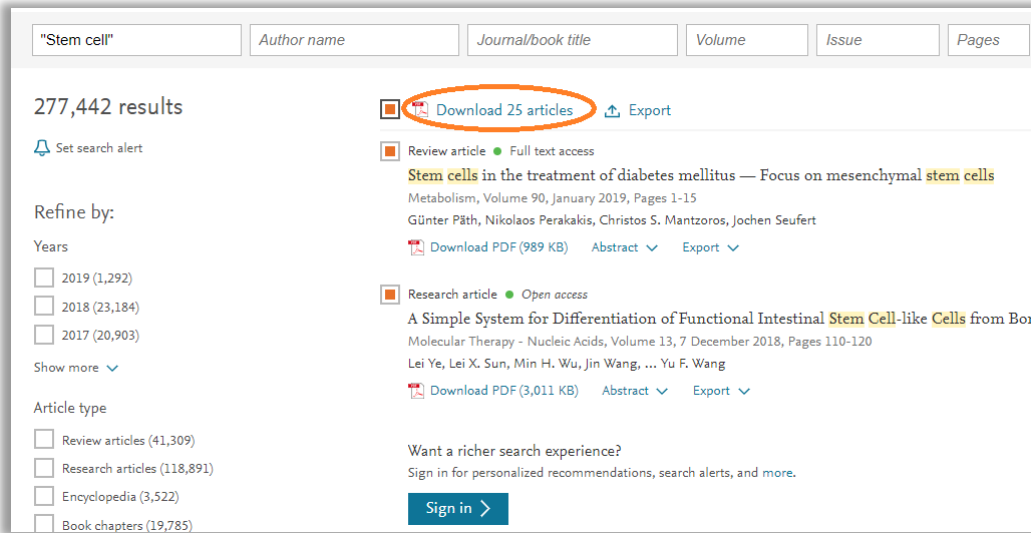 "Stem cell"
Author name
Journal/book title
Volume
Issue
Pages
277,442 results
Set search alert
Refine by:
Years
2019 (1,292)
2018 (23,184)
2017 (20,903)
Show more
Article type
Review articles (41,309)
Research articles (118,891)
Encyclopedia (3,522)
Book chapters (19,785)
Download 25 articles
Export
Review article Full text access
Stem cells in the treatment of diabetes mellitus — Focus on mesenchymal stem cells
Metabolism, Volume 90, January 2019, Pages 1-15
Günter Päth, Nikolaos Perakakis, Christos S. Mantzoros, Jochen Seufert
Download PDF (989 KB) Abstract Export
Research article Open access
A Simple System for Differentiation of Functional Intestinal Stem Cell-like Cells from Bo
Molecular Therapy - Nucleic Acids, Volume 13, 7 December 2018, Pages 110-120
Lei Ye, Lei X. Sun, Min H. Wu, Jin Wang, ... Yu F. Wang
Download PDF (3,011 KB) Abstract Export
Want a richer search experience?
Sign in for personalized recommendations, search alerts, and more.
Sign in